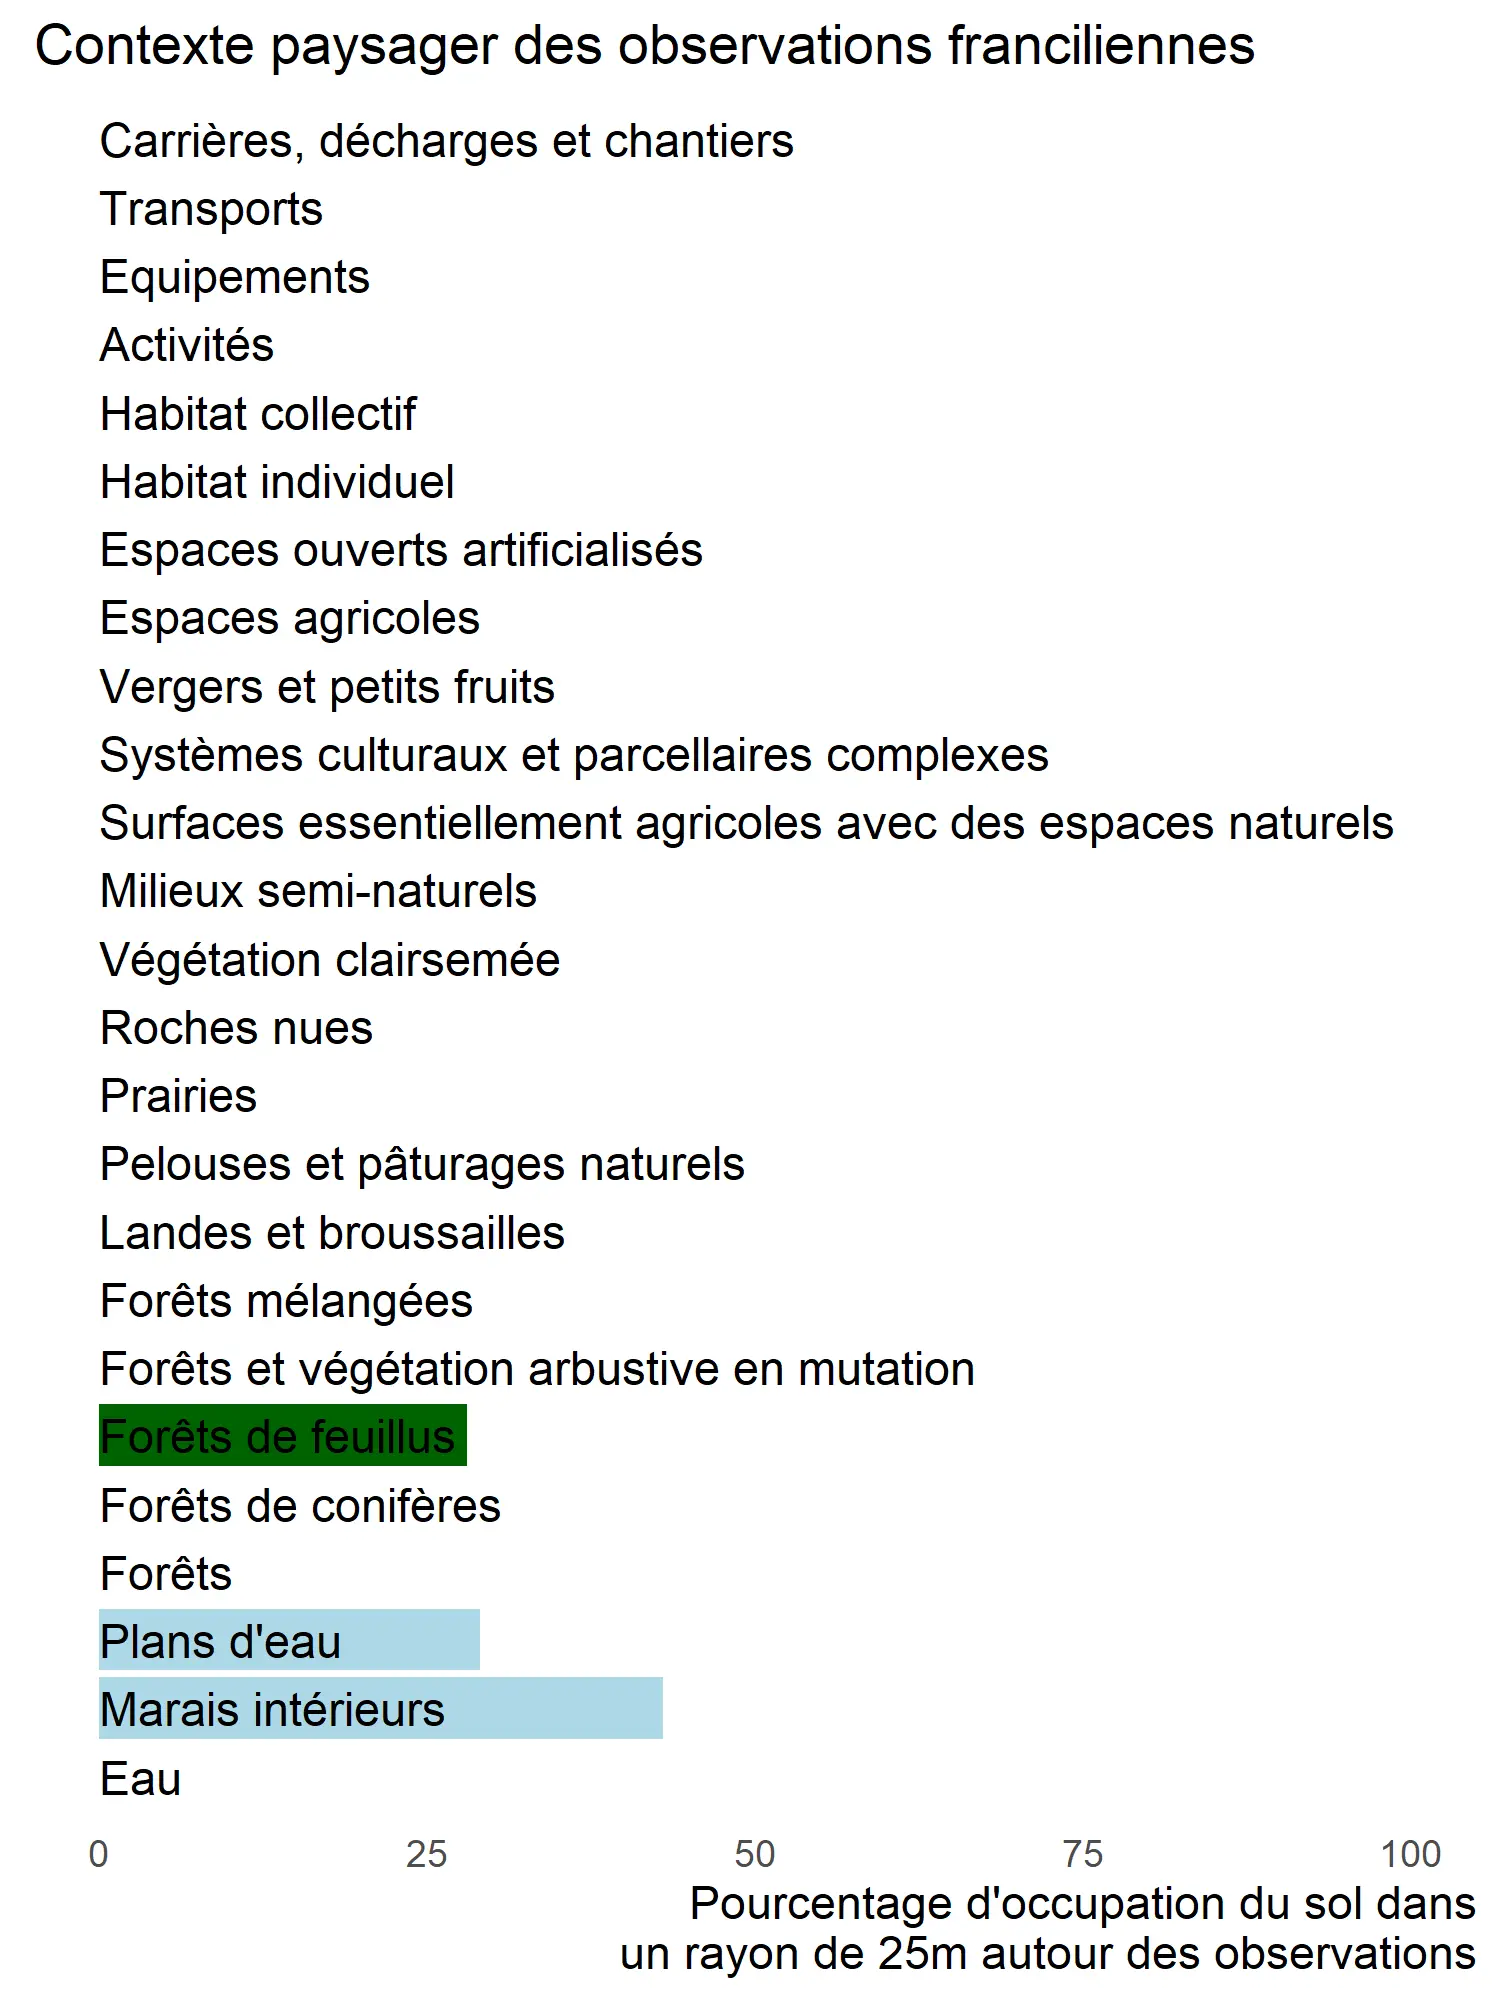 Contexte paysager des observations franciliennes
Carrières, décharges et chantiers
Transports
Equipements
Activités
Habitat collectif
Habitat individuel
Espaces ouverts artificialisés
Espaces agricoles
Vergers et petits fruits
Systèmes culturaux et parcellaires complexes
Surfaces essentiellement agricoles avec des espaces naturels
Milieux semi-naturels
Végétation clairsemée
Roches nues
Prairies
Pelouses et pâturages naturels
Landes et broussailles
Forêts mélangées
Forêts et végétation arbustive en mutation
Forêts de feuillus
Forêts de conifères
Forêts
Plans d'eau
Marais intérieurs
Eau
0 25 50 75 100
Pourcentage d'occupation du sol dans
un rayon de 25m autour des observations